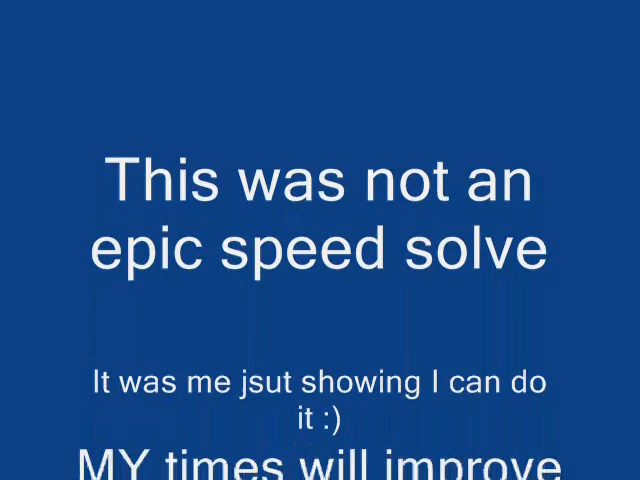 This was not an
epic speed solve
It was me jsut showing I can do
it :)
MY times will improve